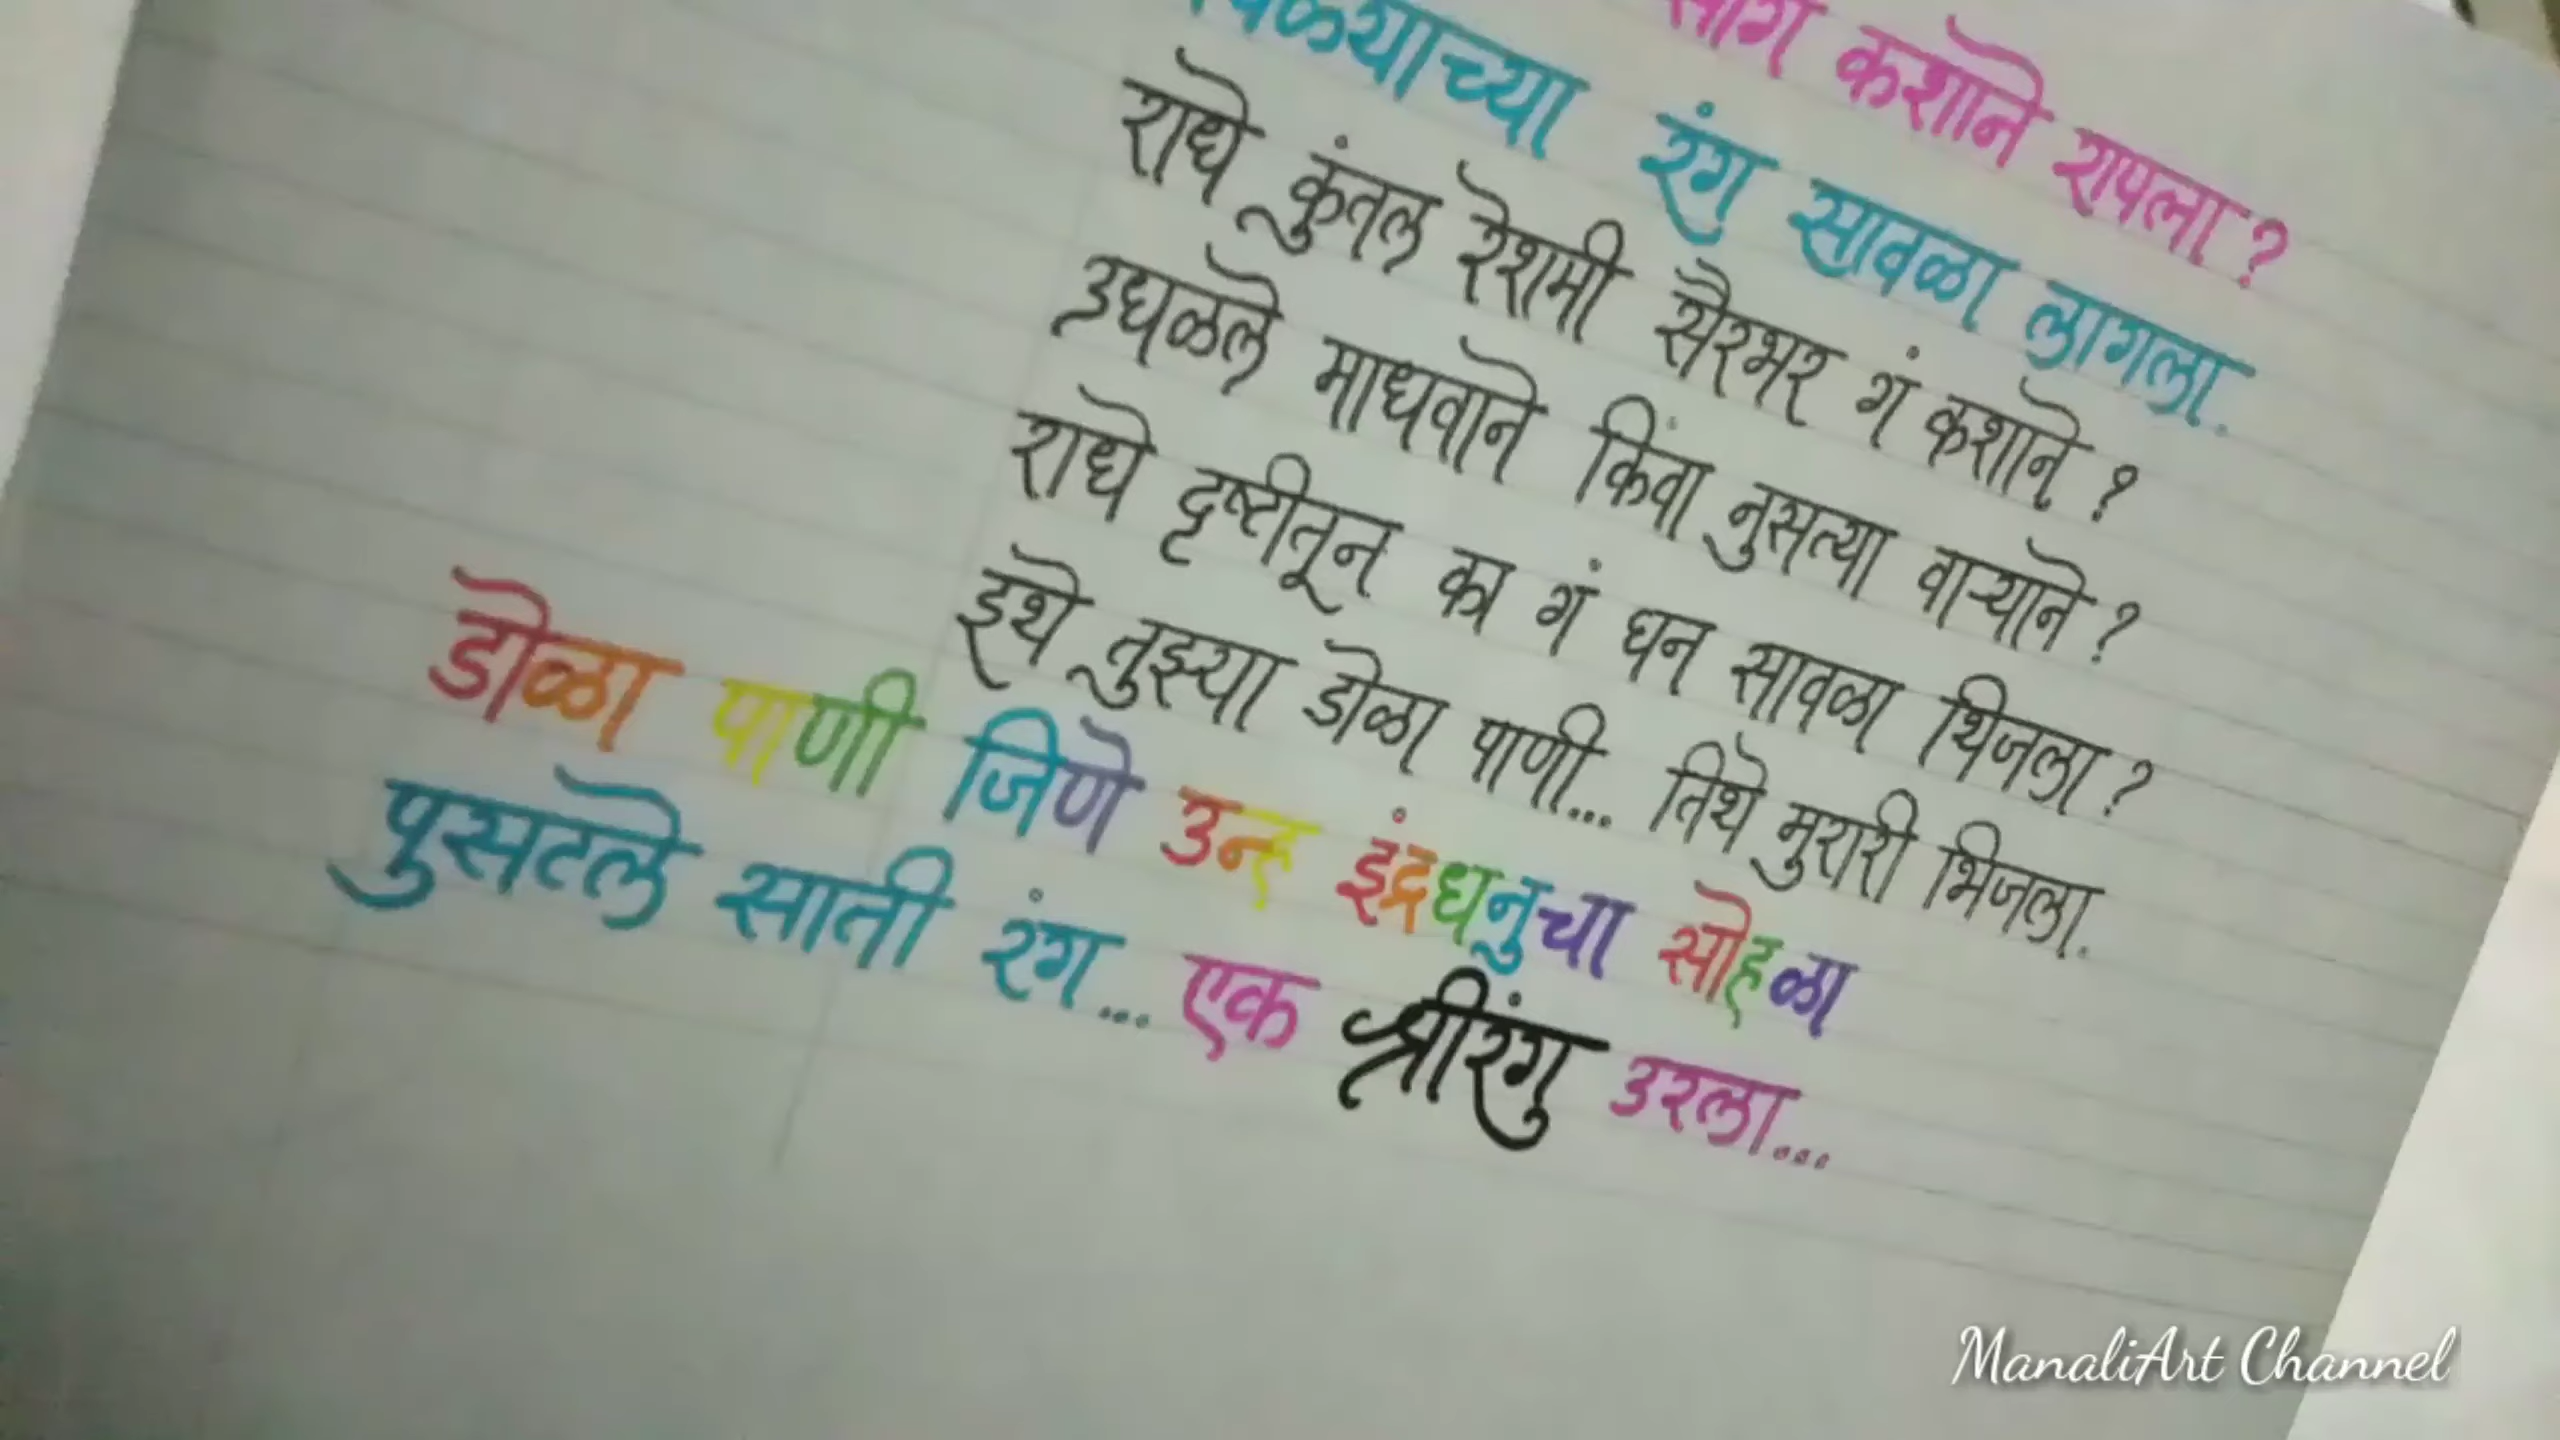 कशाने रापला?
रंग सावळा लागला.
राधे कुंतल रेशमी सैरभर गं कशाने?
उधळले माधवाने किंवा नुसत्या वाऱ्याने?
राधे दृष्टीतून का गं घन सावळा थिजला?
इथे तुझ्या डोळा पाणी... तिथे मुरारी भिजला.
डोळा पाणी जिणे उन्ह इंद्रधनुचा सोहळा
पुसटले साती रंग... एक श्रीरंगु उरला...
ManaliArt Channel